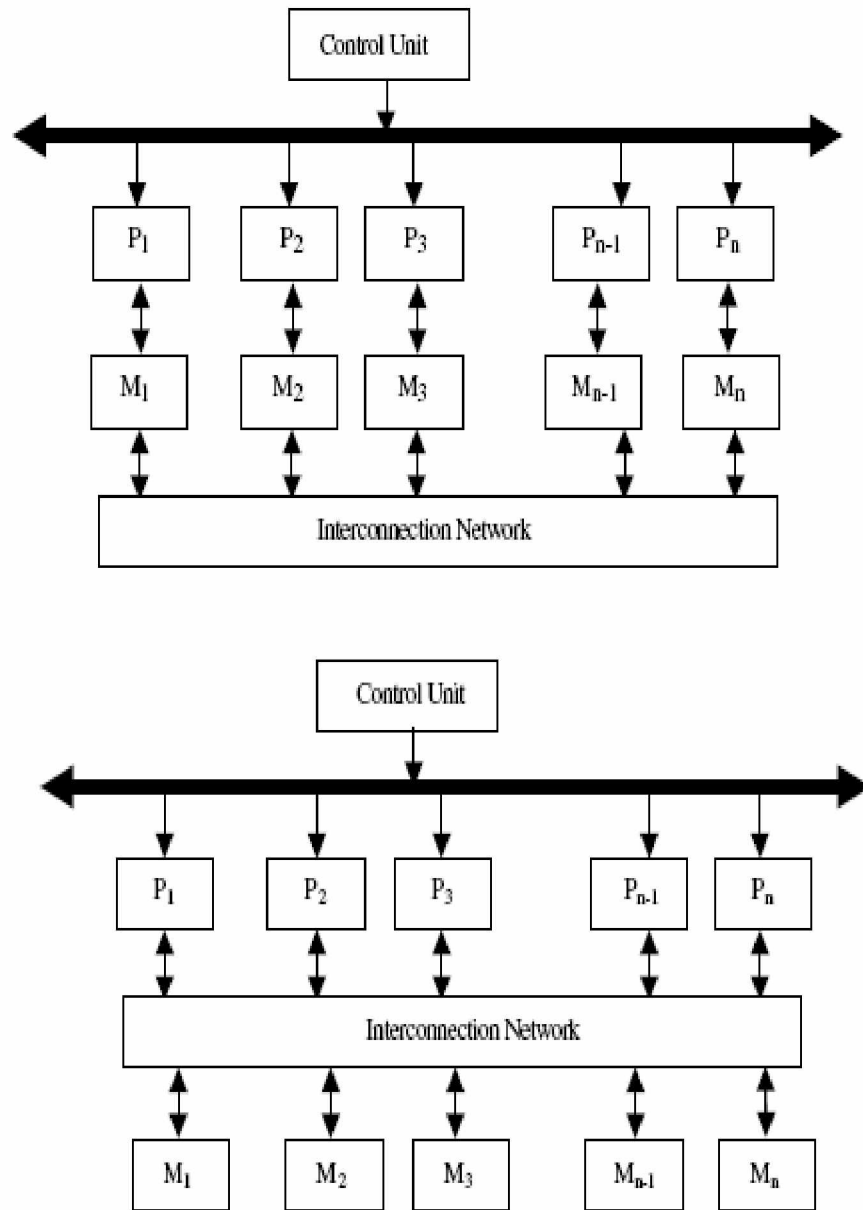 Control Unit
P1 P2 P3 Pn-1 Pn
M1 M2 M3 Mn-1 Mn
Interconnection Network
Control Unit
P1 P2 P3 Pn-1 Pn
Interconnection Network
M1 M2 M3 Mn-1 Mn